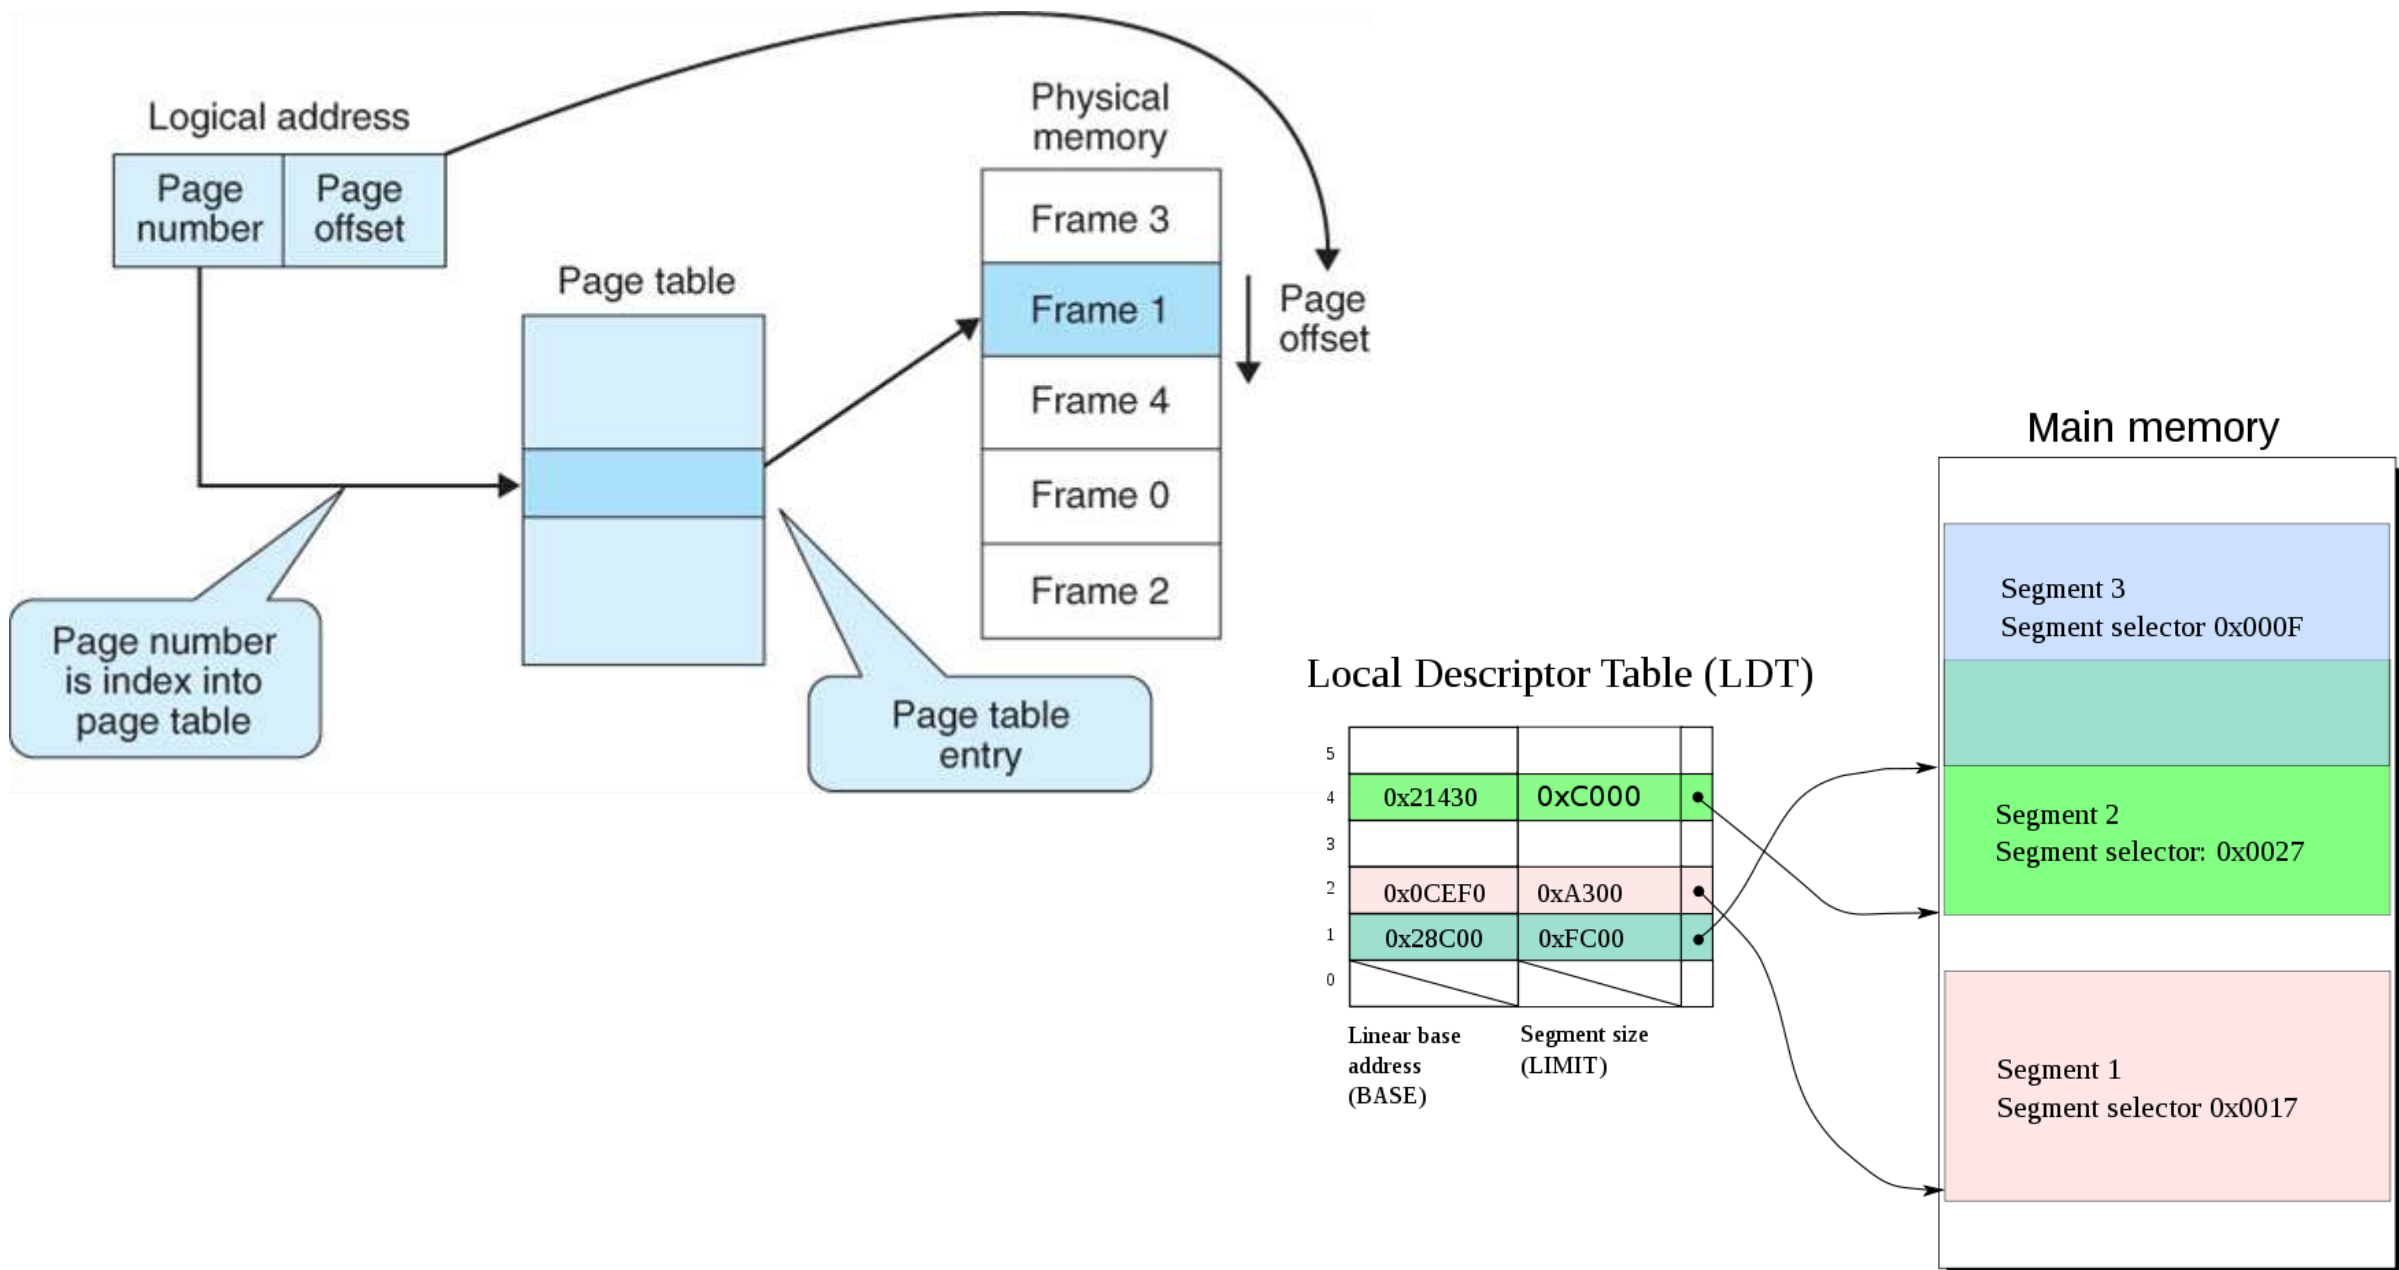 Logical address
Page
number
Page
offset
Page number
is index into
page table
Page table
Page table
entry
Physical
memory
Frame 3
Frame 1
Frame 4
Frame 0
Frame 2
Page
offset
Local Descriptor Table (LDT)
5
4 0x21430 0xC000
3
2 0x0CEF0 0xA300
1 0x28C00 0xFC00
0
Linear base
address
(BASE)
Segment size
(LIMIT)
Main memory
Segment 3
Segment selector 0x000F
Segment 2
Segment selector: 0x0027
Segment 1
Segment selector 0x0017